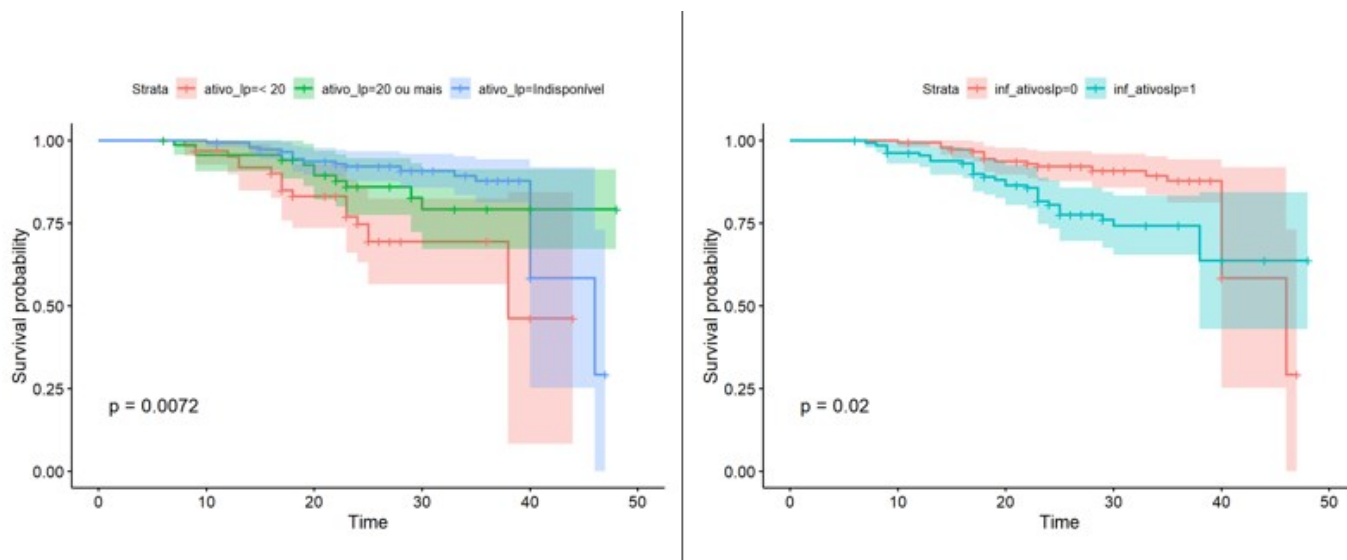 Strata ativo_lp=< 20 ativo_lp=20 ou mais ativo_lp=Indisponível
1.00
0.75
0.50
0.25
0.00
Survival probability
p = 0.0072
0 10 20 30 40 50
Time
Strata inf_ativoslp=0 inf_ativoslp=1
1.00
0.75
0.50
0.25
0.00
Survival probability
p = 0.02
0 10 20 30 40 50
Time